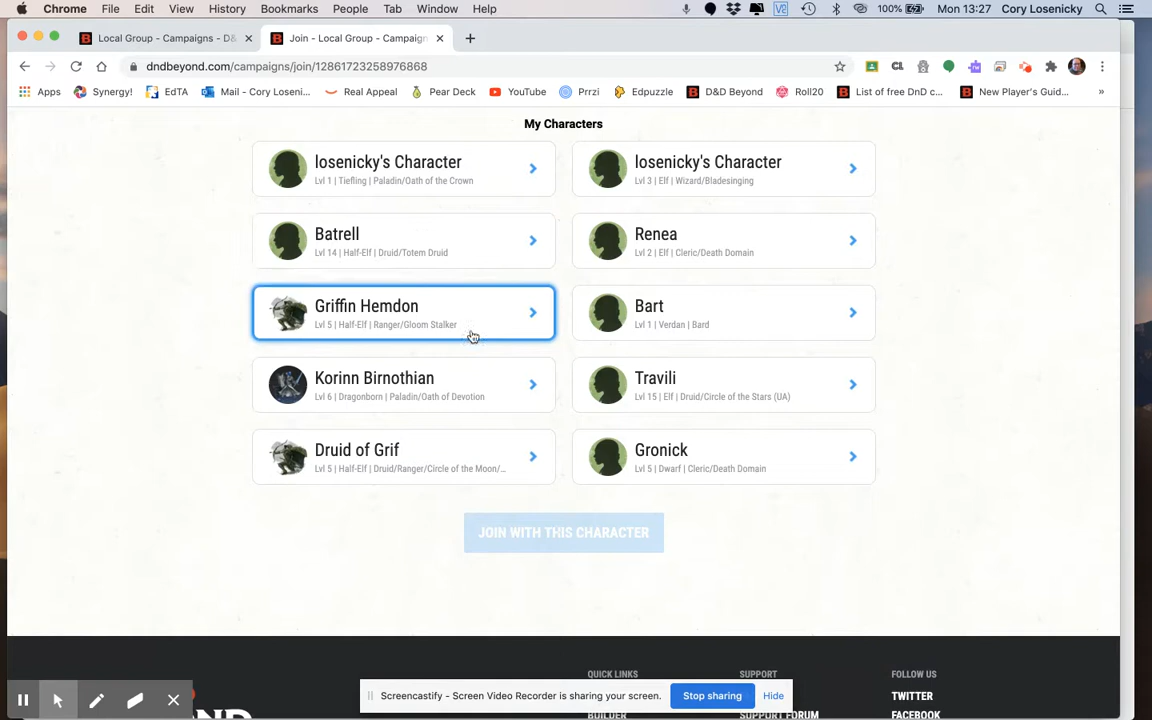 Chrome File Edit View History Bookmarks People Tab Window Help 100% Mon 13:27 Cory Losenicky
Local Group - Campaigns - D& Join - Local Group - Campaign
dndbeyond.com/campaigns/join/12861723258976868
Apps Synergy! EdTA Mail - Cory Loseni... Real Appeal Pear Deck YouTube Prrzi Edpuzzle D&D Beyond Roll20 List of free DnD c... New Player's Guid... »
My Characters
losenicky's Character losenicky's Character
Lvl 1 | Tiefling | Paladin/Oath of the Crown Lvl 3 | Elf | Wizard/Bladesinging
Batrell Renea
Lvl 14 | Half-Elf | Druid/Totem Druid Lvl 2 | Elf | Cleric/Death Domain
Griffin Hemdon Bart
Lvl 5 | Half-Elf | Ranger/Gloom Stalker Lvl 1 | Verdan | Bard
Korinn Birnothian Travili
Lvl 6 | Dragonborn | Paladin/Oath of Devotion Lvl 15 | Elf | Druid/Circle of the Stars (UA)
Druid of Grif Gronick
Lvl 5 | Half-Elf | Druid/Ranger/Circle of the Moon/... Lvl 5 | Dwarf | Cleric/Death Domain
JOIN WITH THIS CHARACTER
QUICK LINKS SUPPORT FOLLOW US
TWITTER
Screencastify - Screen Video Recorder is sharing your screen. Stop sharing Hide
BUILDER SUPPORT FORUM FACEBOOK